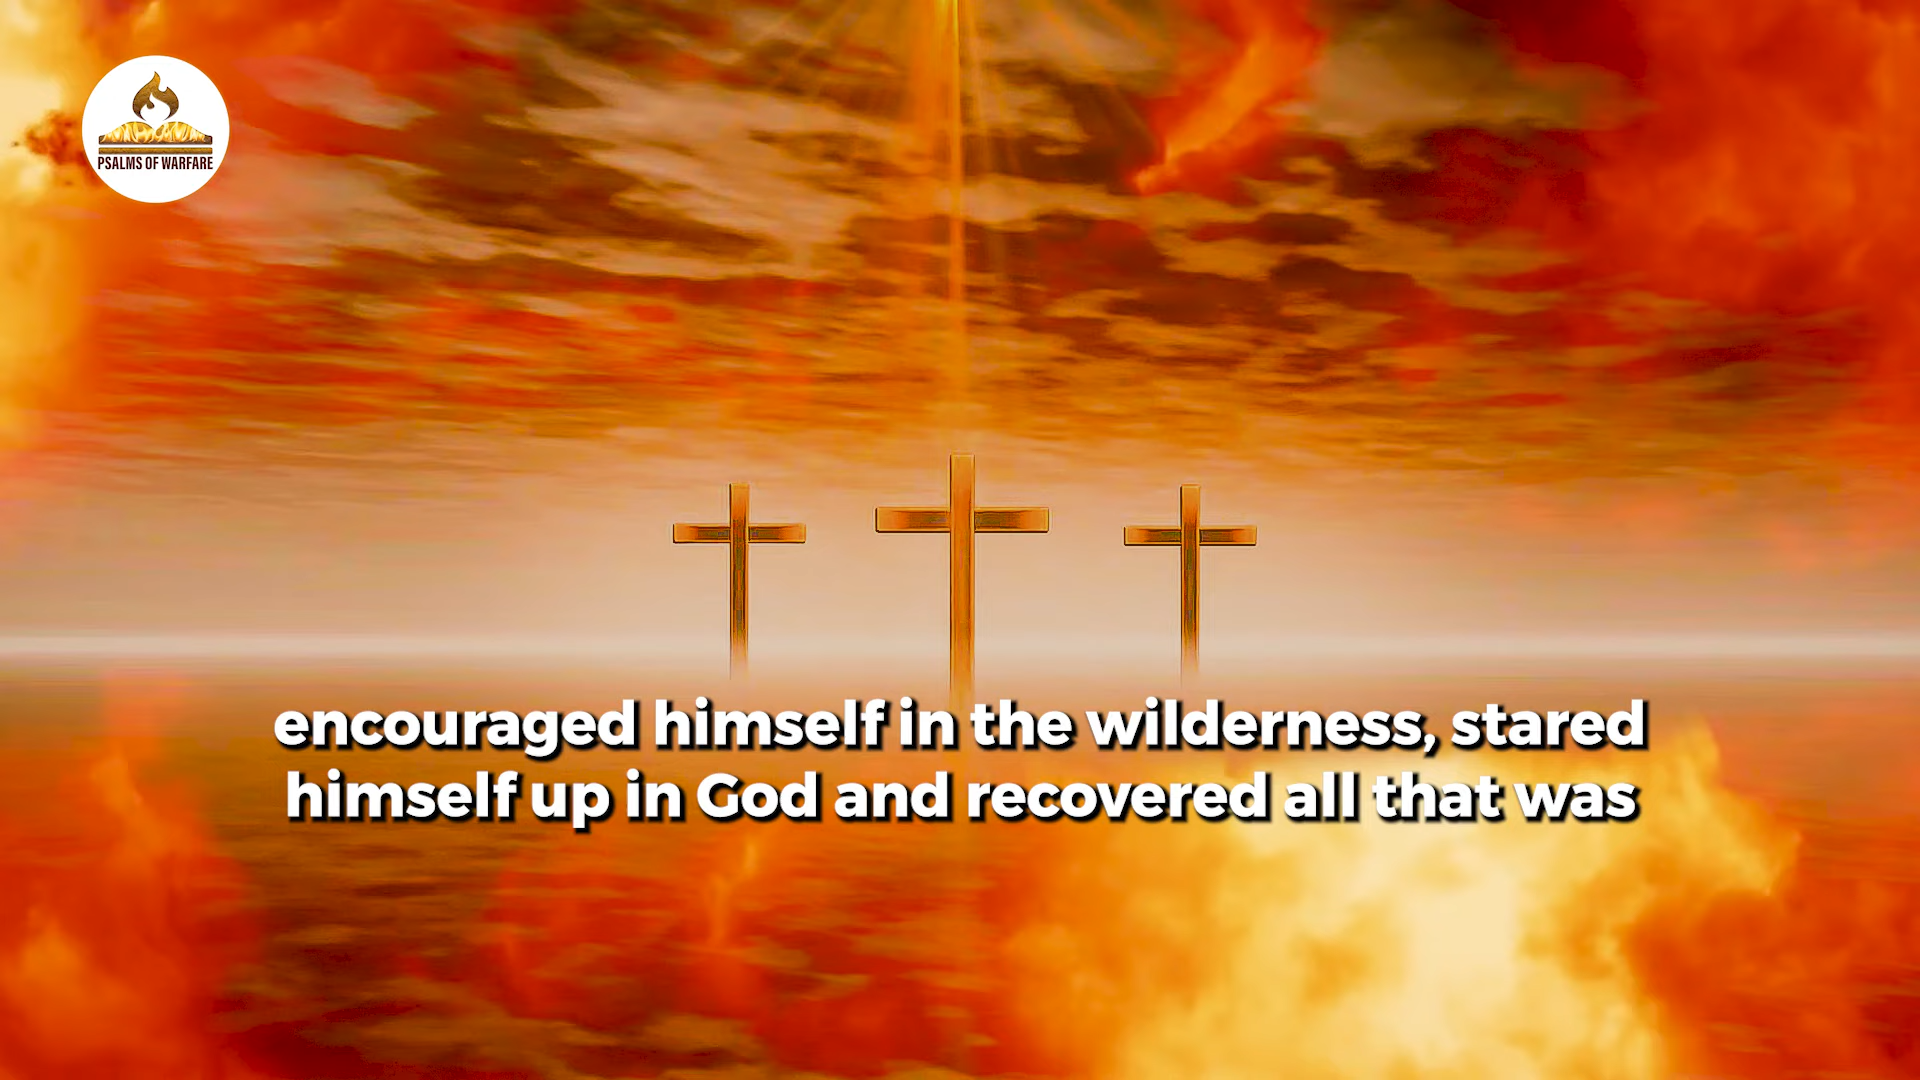 PSALMS OF WARFARE
encouraged himself in the wilderness, stared
himself up in God and recovered all that was